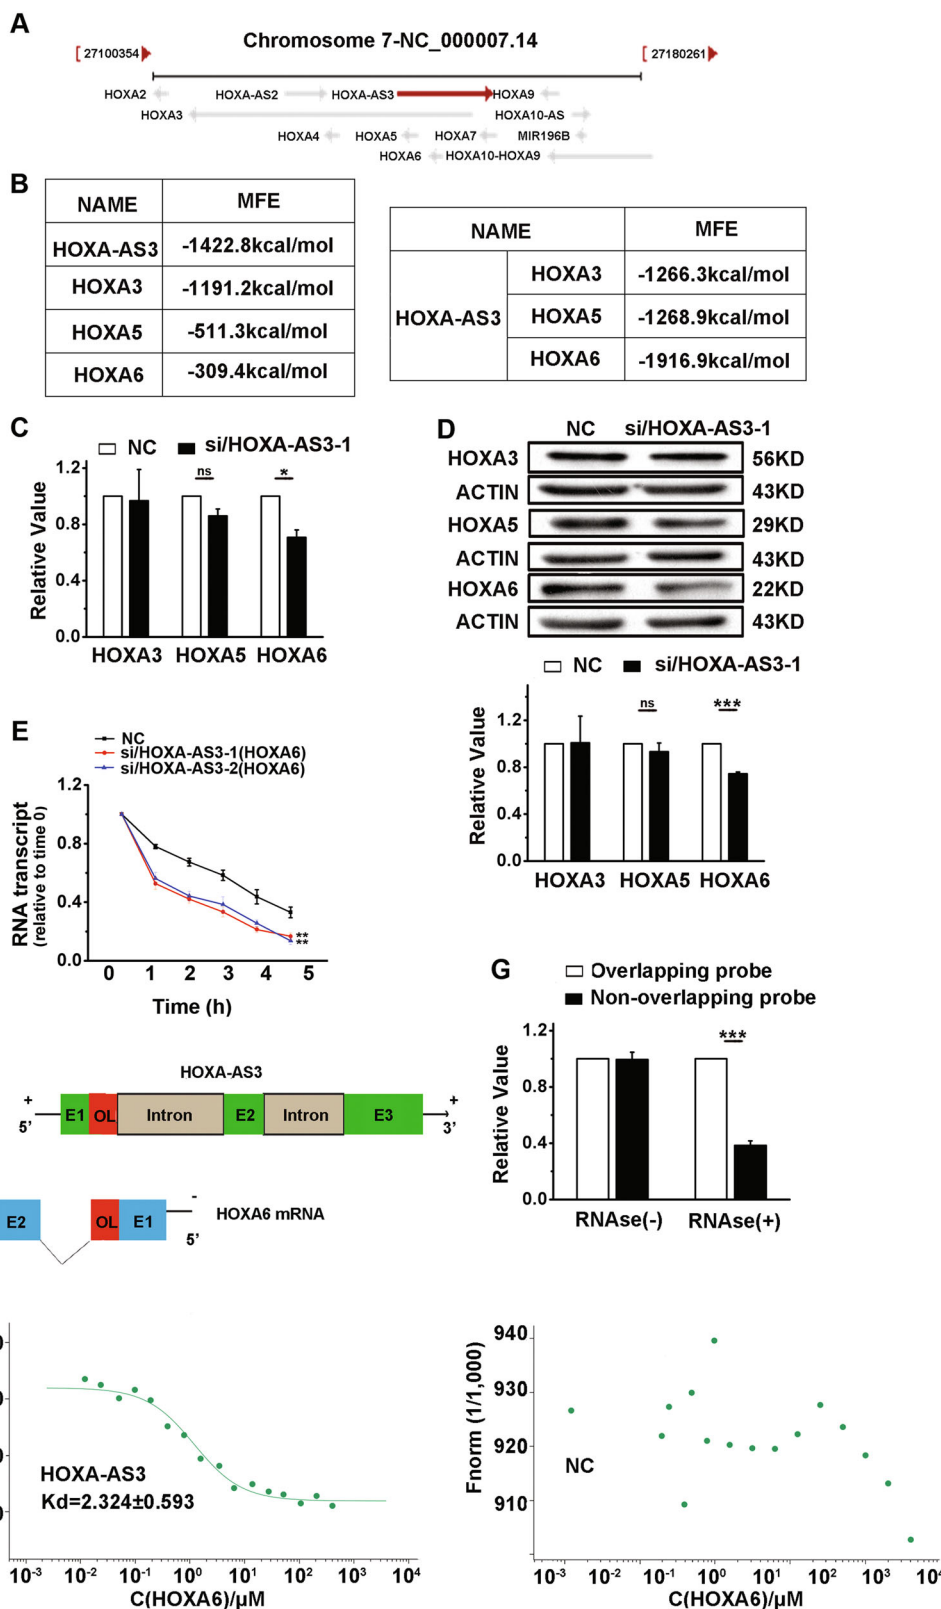 A
Chromosome 7-NC_000007.14
[ 27100354
[ 27180261
HOXA2
HOXA-AS2
HOXA-AS3
HOXA9
HOXA3
HOXA10-AS
HOXA4
HOXA5
HOXA7
MIR196B
HOXA6
HOXA10-HOXA9
B
NAME MFE
HOXA-AS3 -1422.8kcal/mol
HOXA3 -1191.2kcal/mol
HOXA5 -511.3kcal/mol
HOXA6 -309.4kcal/mol
NAME MFE
HOXA-AS3
HOXA3 -1266.3kcal/mol
HOXA5 -1268.9kcal/mol
HOXA6 -1916.9kcal/mol
C
NC si/HOXA-AS3-1
Relative Value
1.2
0.8
0.4
0.0
ns
*
HOXA3 HOXA5 HOXA6
D
NC si/HOXA-AS3-1
HOXA3 56KD
ACTIN 43KD
HOXA5 29KD
ACTIN 43KD
HOXA6 22KD
ACTIN 43KD
NC si/HOXA-AS3-1
Relative Value
1.2
0.8
0.4
0.0
ns
***
HOXA3 HOXA5 HOXA6
E
NC
si/HOXA-AS3-1(HOXA6)
si/HOXA-AS3-2(HOXA6)
RNA transcript
(relative to time 0)
1.2
0.8
0.4
0.0
**
**
0 1 2 3 4 5
Time (h)
G
Overlapping probe
Non-overlapping probe
Relative Value
1.2
0.8
0.4
0.0
***
RNAse(-) RNAse(+)
HOXA-AS3
+ +
5' E1 OL Intron E2 Intron E3 3'
E2 OL E1 - HOXA6 mRNA
5'
0
0
0
0
HOXA-AS3
Kd=2.324±0.593
10-3 10-2 10-1 100 101 102 103 104
C(HOXA6)/µM
Fnorm (1/1,000)
940
930
920
910
NC
10-3 10-2 10-1 100 101 102 103 104
C(HOXA6)/µM